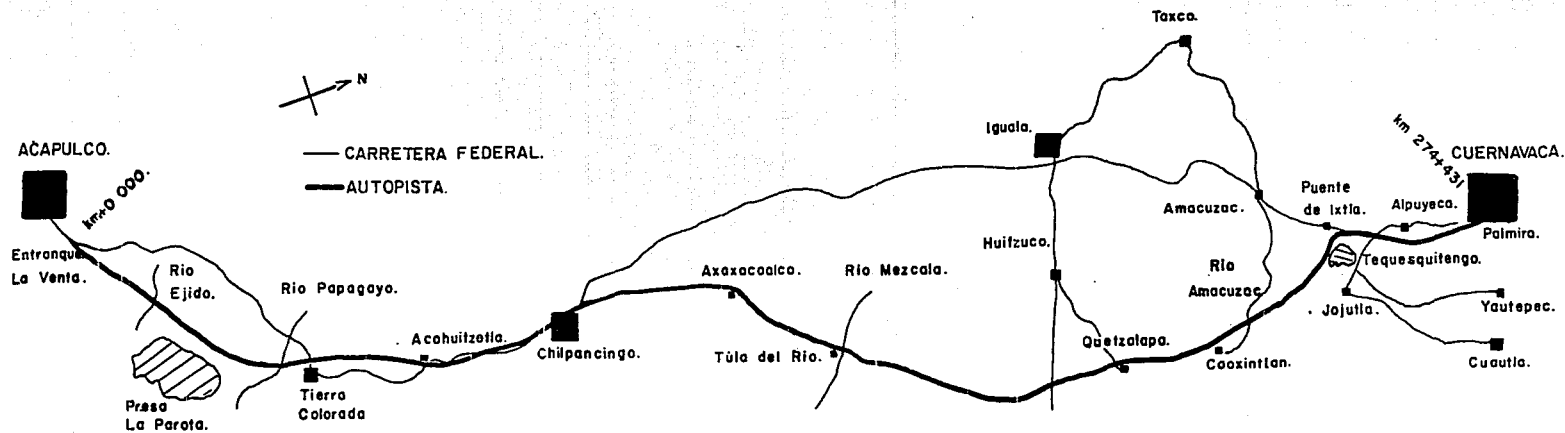 Taxco.
N
Iguala.
km 274+431
ACAPULCO.
CARRETERA FEDERAL.
AUTOPISTA.
CUERNAVACA.
km+0 000.
Puente
de Ixtla.
Alpuyeca.
Amacuzac.
Palmira.
Entronque
La Venta.
Rio
Ejido.
Rio Papagayo.
Axaxacoalco.
Rio Mezcala.
Huitzuco.
Rio
Amacuzac
Tequesquitengo.
Jojutla.
Yautepec.
Acahuitzotla.
Chilpancingo.
Túla del Rio.
Quetzalapa.
Coaxintlan.
Cuautla.
Tierra
Colorada
Presa
La Parota.